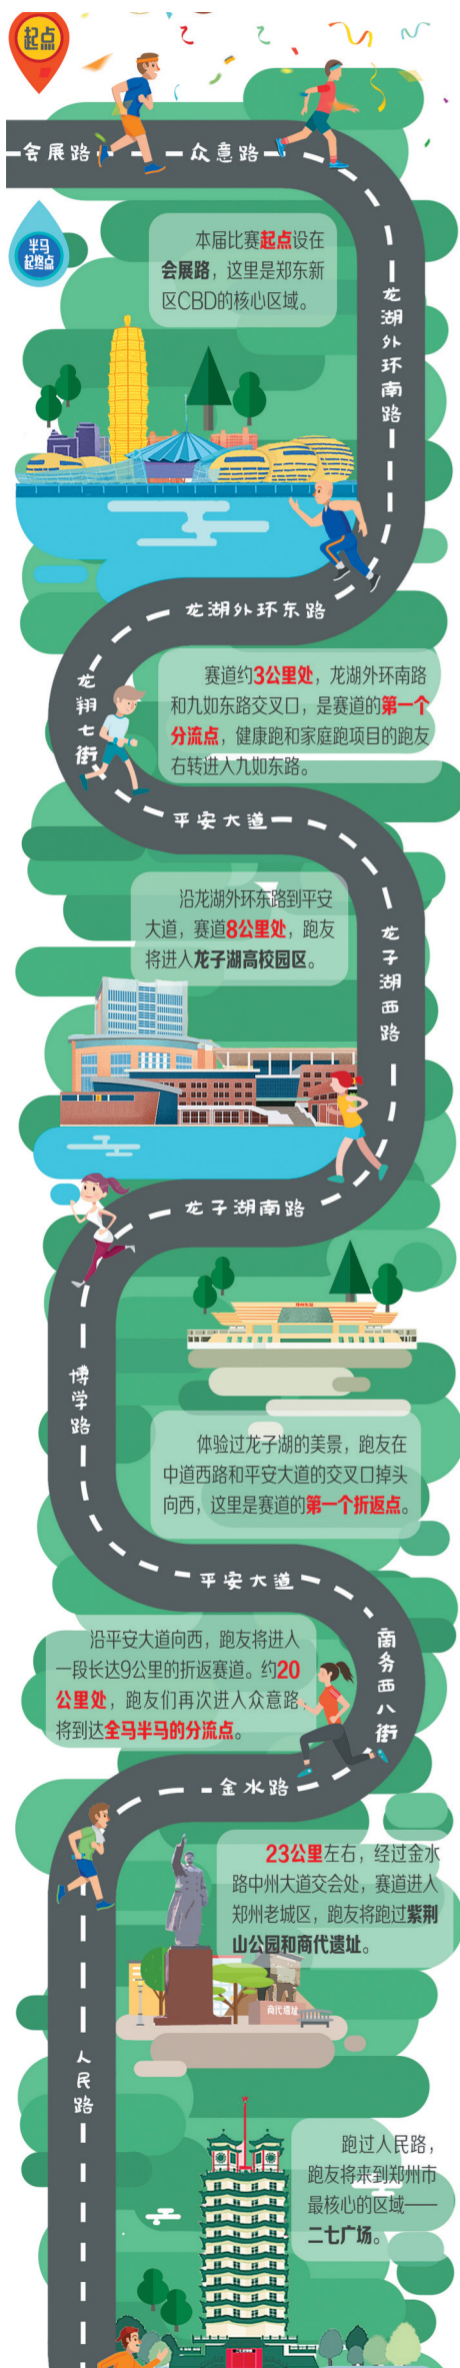 起点
会展路
众意路
半马
起终点
本届比赛起点设在
会展路，这里是郑东新
区CBD的核心区域。
龙湖外环南路
龙湖外环东路
赛道约3公里处，龙湖外环南路
和九如东路交叉口，是赛道的第一个
分流点，健康跑和家庭跑项目的跑友
右转进入九如东路。
龙翔七街
平安大道
沿龙湖外环东路到平安
大道，赛道8公里处，跑友
将进入龙子湖高校园区。
龙子湖西路
龙子湖南路
博学路
体验过龙子湖的美景，跑友在
中道西路和平安大道的交叉口掉头
向西，这里是赛道的第一个折返点。
平安大道
沿平安大道向西，跑友将进入
一段长达9公里的折返赛道。约20
公里处，跑友们再次进入众意路
将到达全马半马的分流点。
商务西八街
金水路
23公里左右，经过金水
路中州大道交会处，赛道进入
郑州老城区，跑友将跑过紫荆
山公园和商代遗址。
商代遗址
人民路
跑过人民路，
跑友将来到郑州市
最核心的区域——
二七广场。